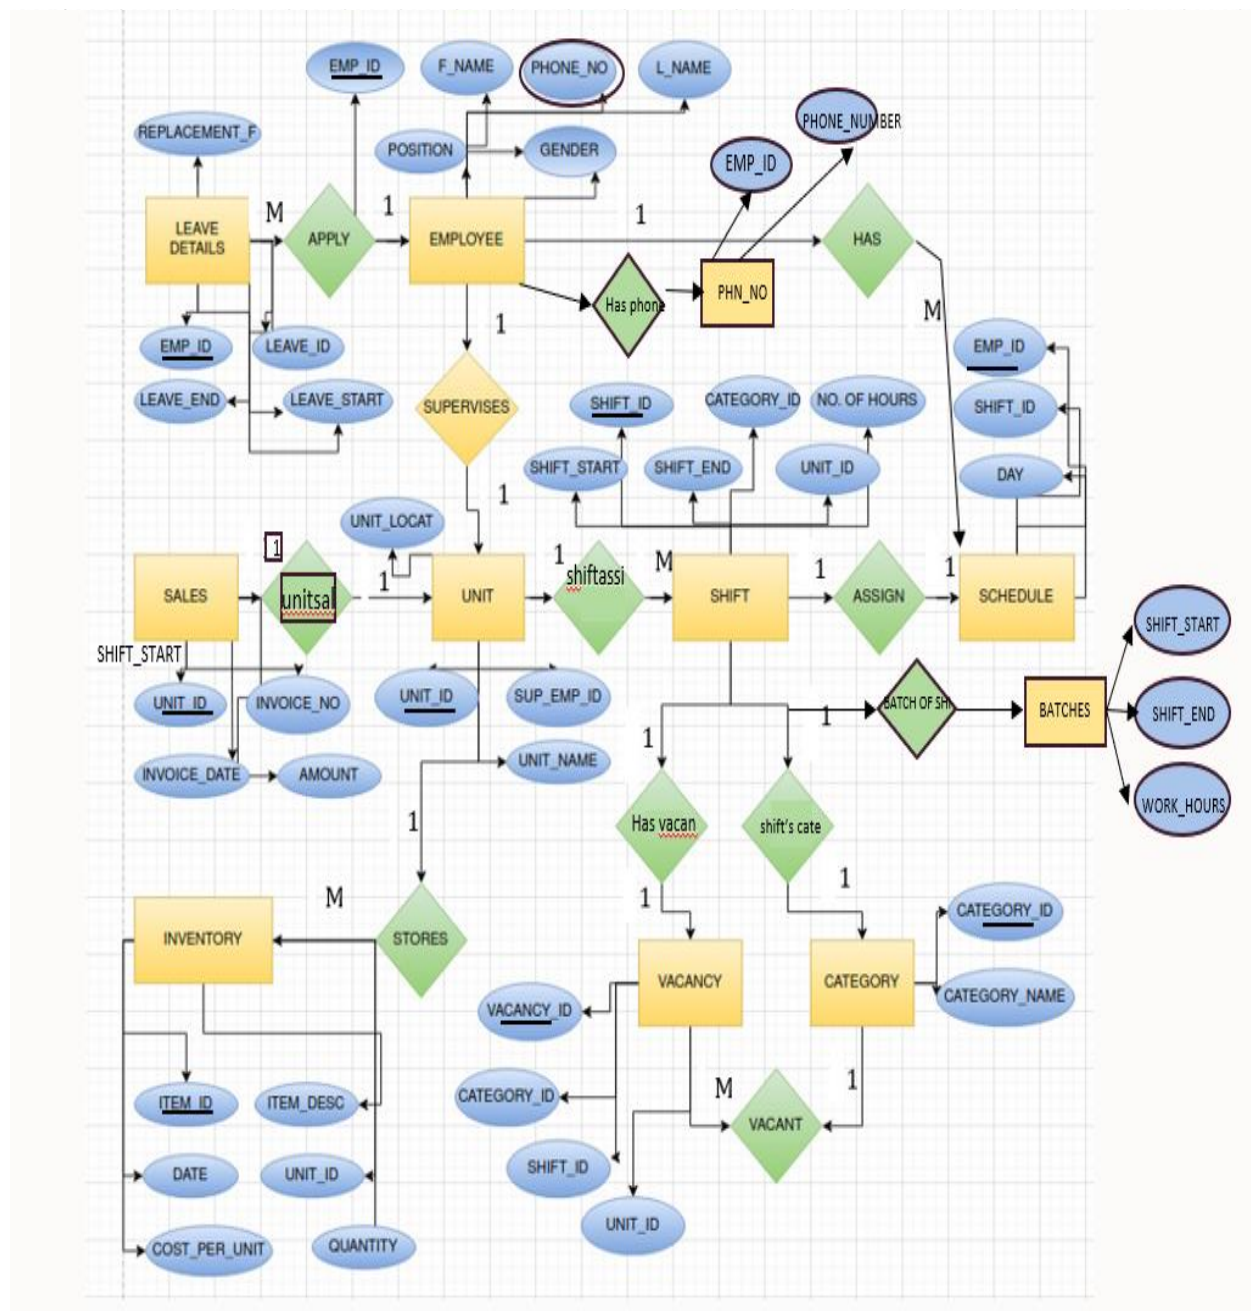 EMP_ID
F_NAME
PHONE_NO
L_NAME
REPLACEMENT_F
POSITION
GENDER
PHONE_NUMBER
EMP_ID
LEAVE
DETAILS
M
APPLY
1
EMPLOYEE
1
HAS
Has phone
PHN_NO
M
EMP_ID
LEAVE_ID
1
EMP_ID
LEAVE_END
LEAVE_START
SUPERVISES
SHIFT_ID
CATEGORY_ID
NO. OF HOURS
SHIFT_ID
SHIFT_START
SHIFT_END
UNIT_ID
DAY
1
UNIT_LOCAT
1
SALES
unitsal
1
UNIT
1
shiftassi
M
SHIFT
1
ASSIGN
1
SCHEDULE
SHIFT_START
SHIFT_START
UNIT_ID
INVOICE_NO
UNIT_ID
SUP_EMP_ID
BATCH OF SHI
BATCHES
SHIFT_END
1
1
INVOICE_DATE
AMOUNT
UNIT_NAME
WORK_HOURS
1
Has vacan
shift's cate
M
1
1
INVENTORY
STORES
CATEGORY_ID
VACANCY
CATEGORY
CATEGORY_NAME
VACANCY_ID
ITEM_ID
ITEM_DESC
CATEGORY_ID
M
1
VACANT
DATE
UNIT_ID
SHIFT_ID
COST_PER_UNIT
QUANTITY
UNIT_ID